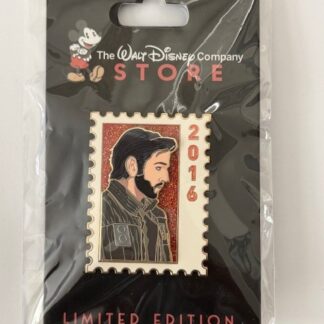 The WALT DISNEY Company
STORE
2016
LIMITED EDITION